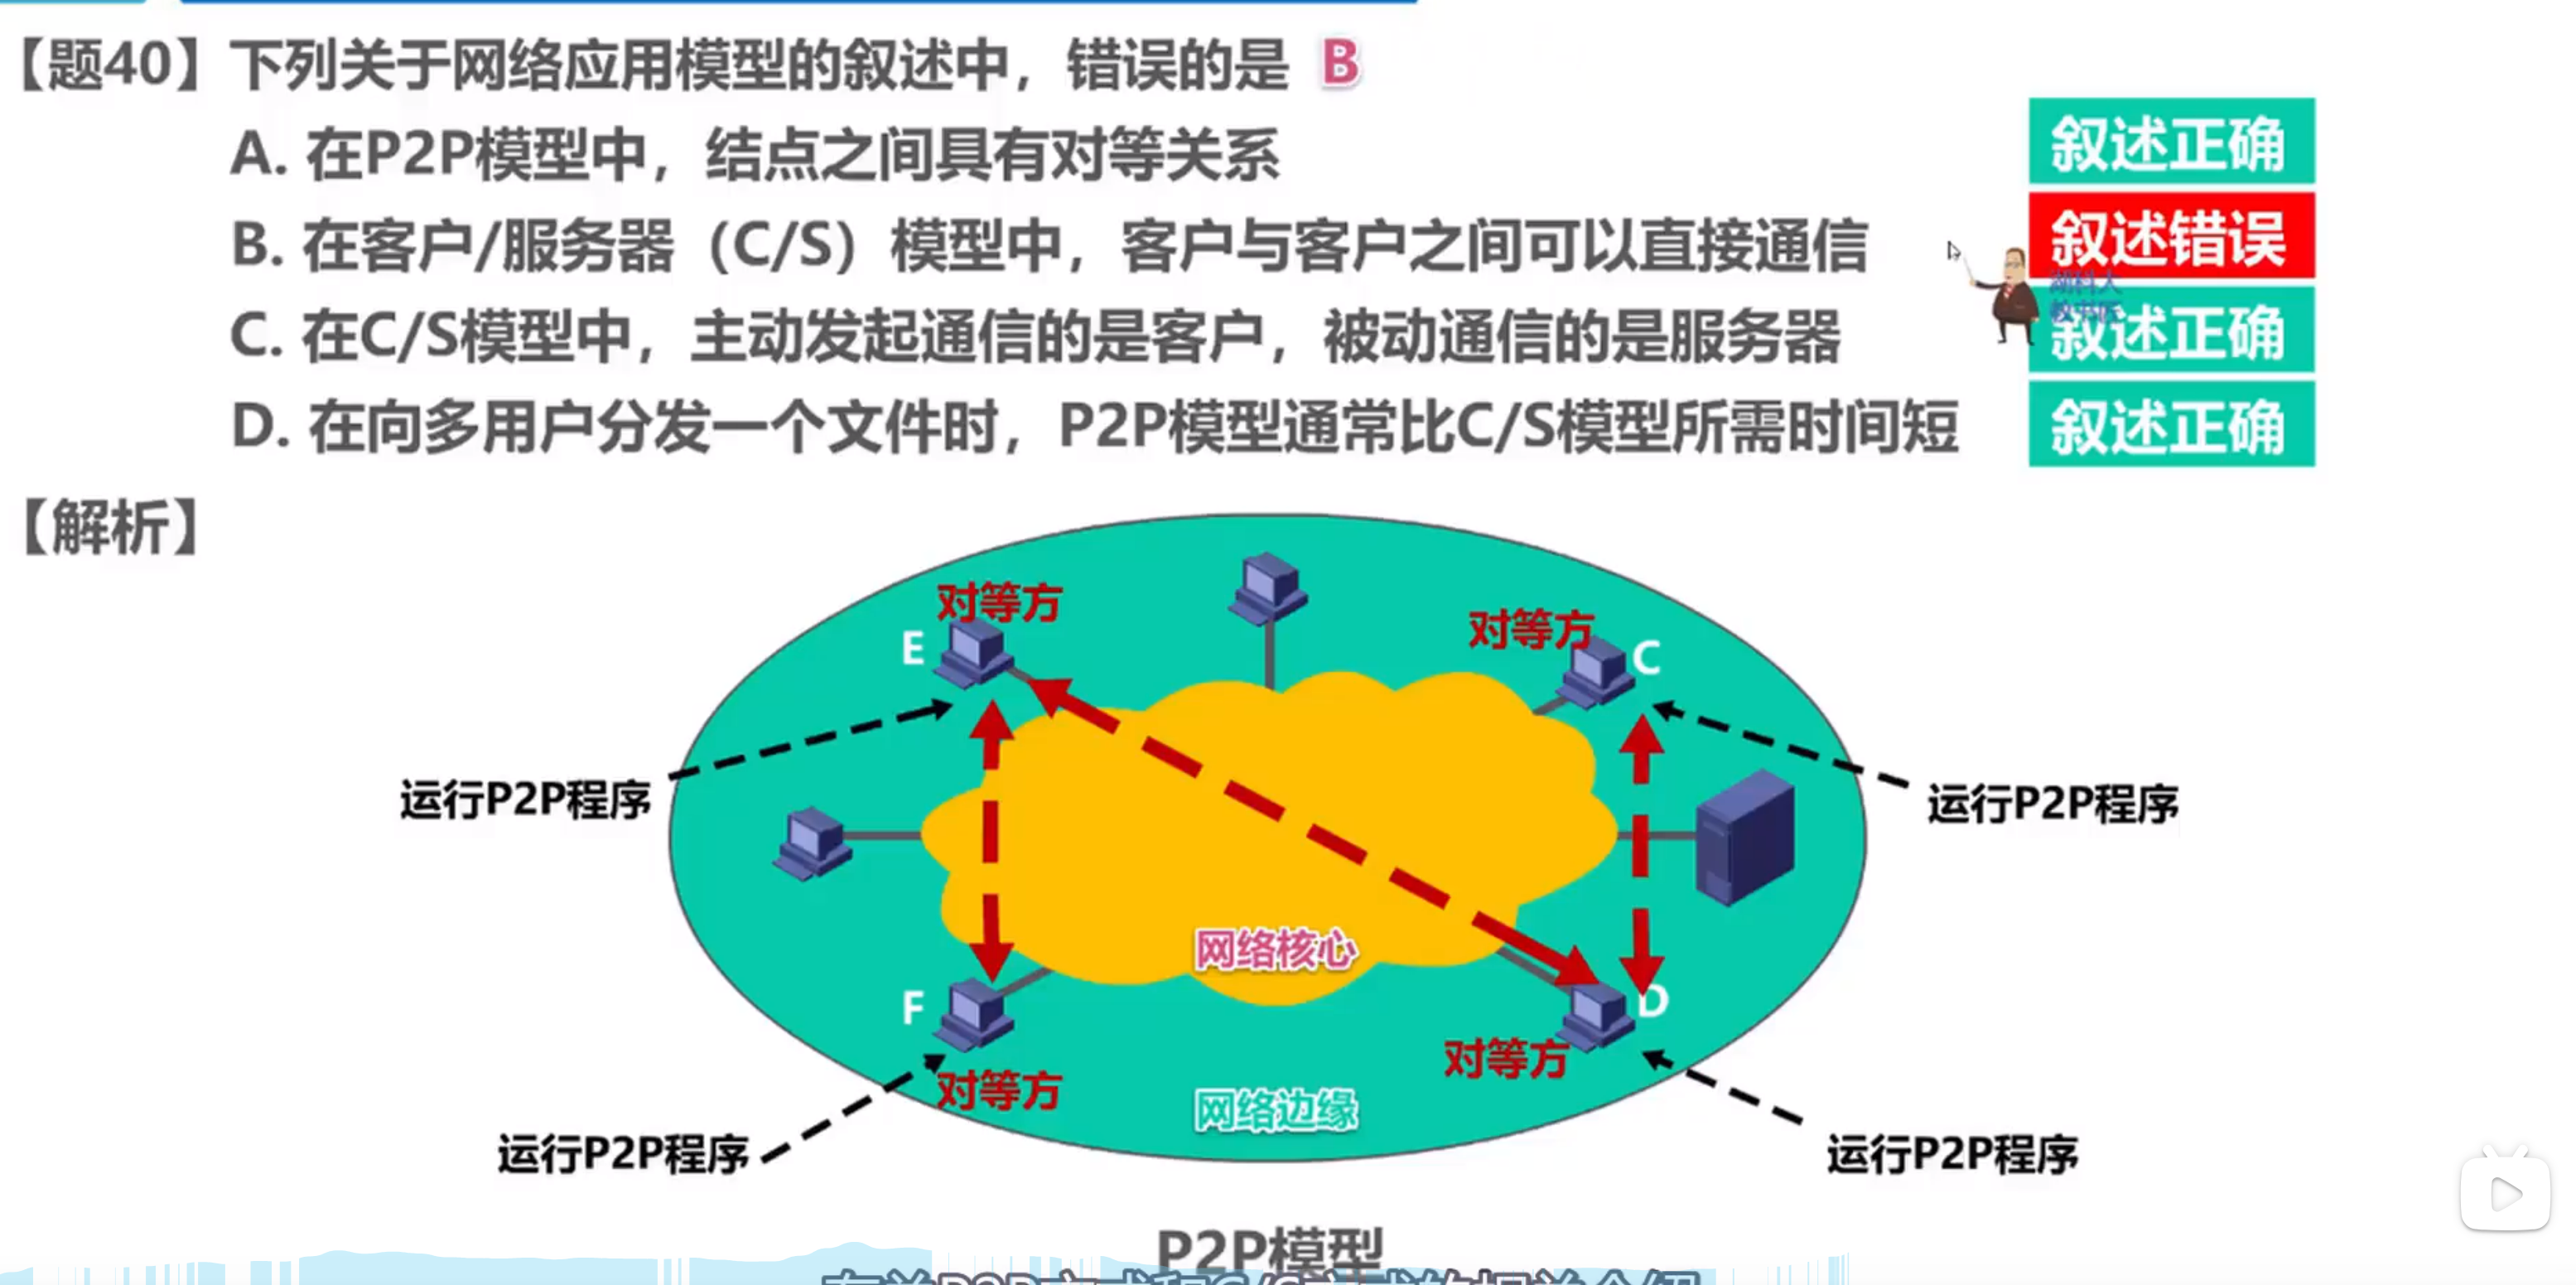 【题40】下列关于网络应用模型的叙述中，错误的是 B
A. 在P2P模型中，结点之间具有对等关系
叙述正确
B. 在客户/服务器（C/S）模型中，客户与客户之间可以直接通信
叙述错误
湖科大
教书匠
C. 在C/S模型中，主动发起通信的是客户，被动通信的是服务器
叙述正确
D. 在向多用户分发一个文件时，P2P模型通常比C/S模型所需时间短
叙述正确
【解析】
对等方
E
对等方
C
运行P2P程序
运行P2P程序
网络核心
F
D
对等方
对等方
网络边缘
运行P2P程序
运行P2P程序
P2P模型